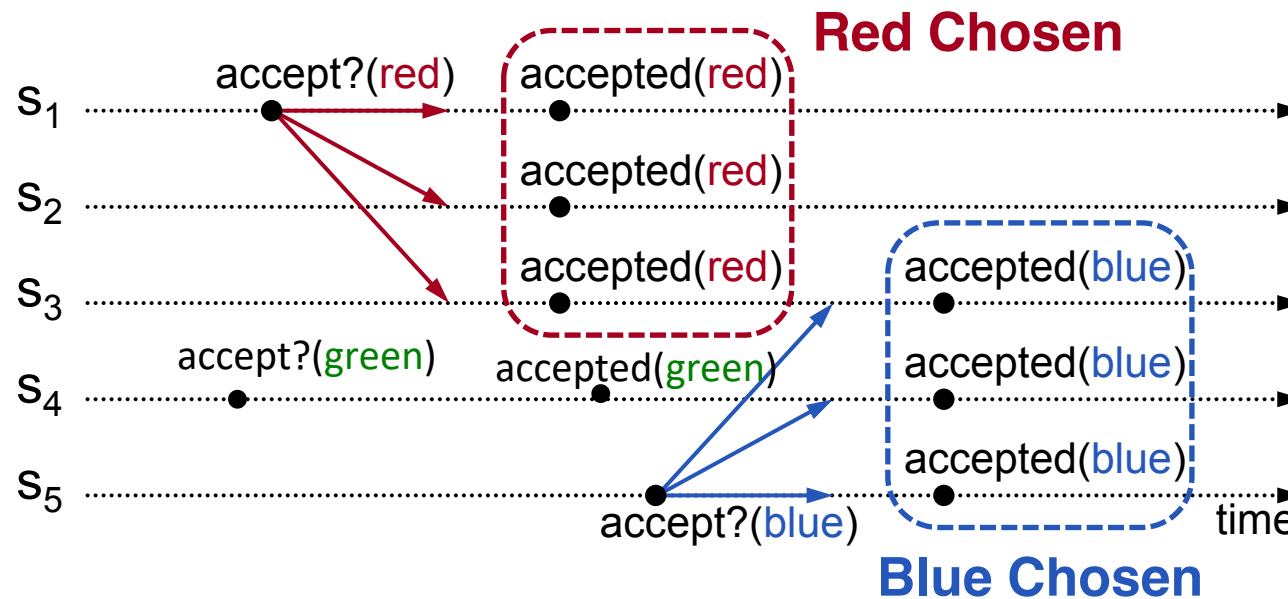 Red Chosen
accept?(red) accepted(red)
S1
accepted(red)
S2
accepted(red) accepted(blue)
S3
accept?(green) accepted(green) accepted(blue)
S4
accepted(blue)
S5
accept?(blue) time
Blue Chosen